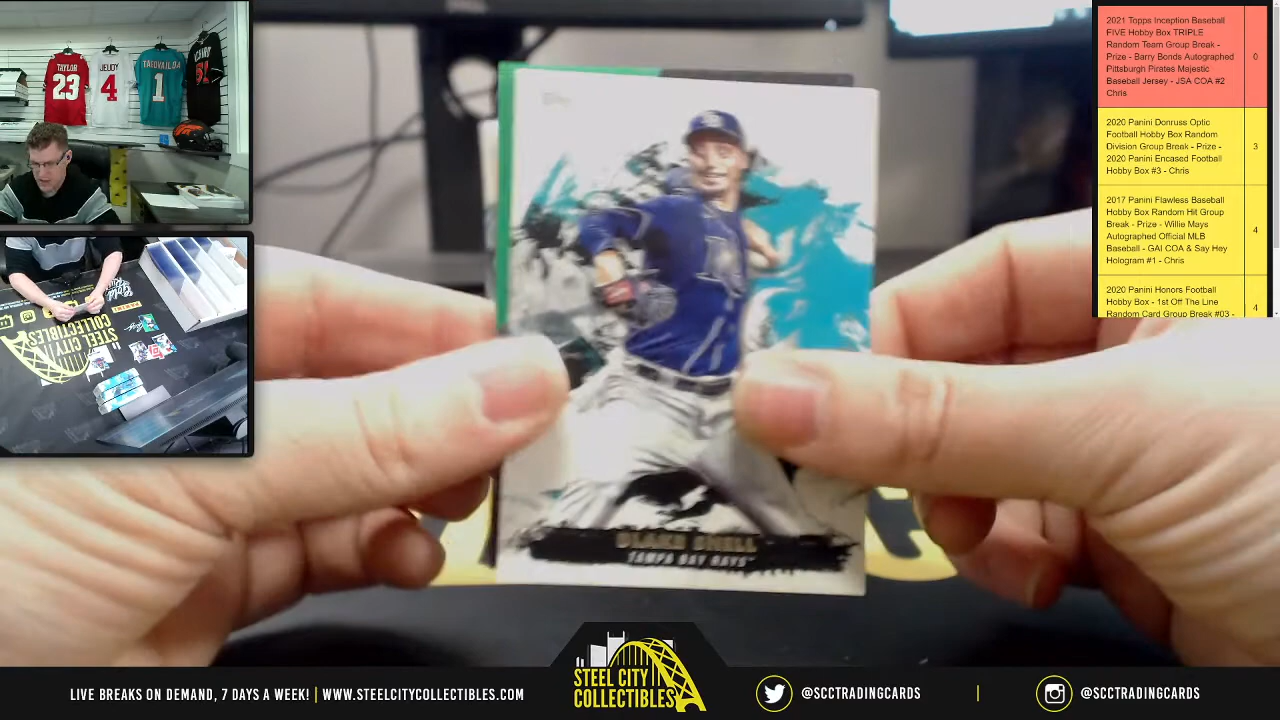 TAYLOR
23
JEUDY
4
TAGOVAILOA
1
2021 Topps Inception Baseball
FIVE Hobby Box TRIPLE
Random Team Group Break -
Prize - Barry Bonds Autographed
Pittsburgh Pirates Majestic
Baseball Jersey - JSA COA #2
Chris
0
2020 Panini Donruss Optic
Football Hobby Box Random
Division Group Break - Prize -
2020 Panini Encased Football
Hobby Box #3 - Chris
3
2017 Panini Flawless Baseball
Hobby Box Random Hit Group
Break - Prize - Willie Mays
Autographed Official MLB
Baseball - GAI COA & Say Hey
Hologram #1 - Chris
4
2020 Panini Honors Football
Hobby Box - 1st Off The Line
Random Card Group Break #03 -
4
BLAKE SNELL
TAMPA BAY RAYS
STEEL CITY
COLLECTIBLES
STEEL CITY
COLLECTIBLES
LIVE BREAKS ON DEMAND, 7 DAYS A WEEK! | WWW.STEELCITYCOLLECTIBLES.COM
@SCCTRADINGCARDS | @SCCTRADINGCARDS